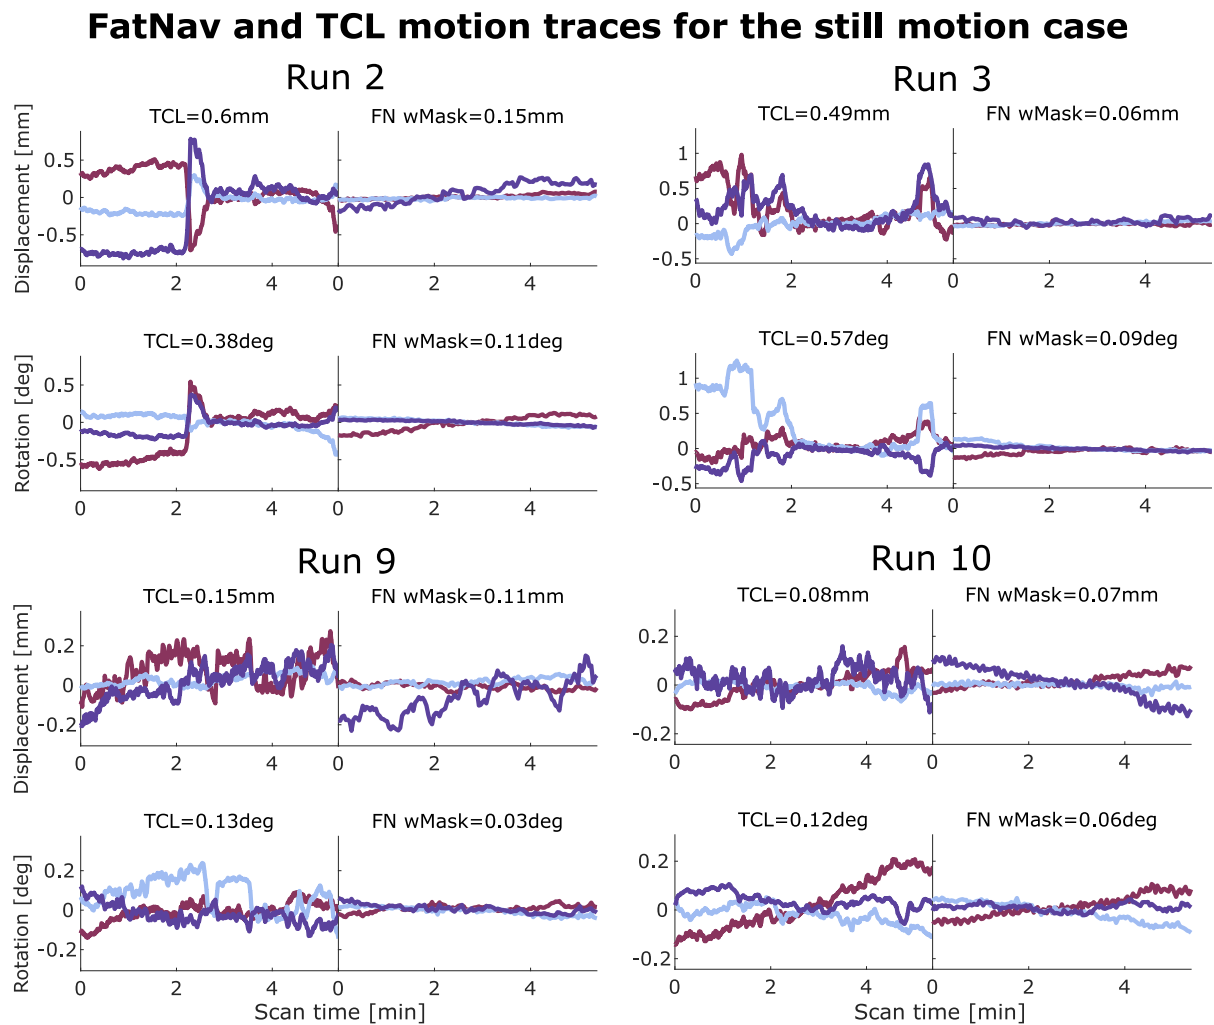 FatNav and TCL motion traces for the still motion case
Run 2
TCL=0.6mm
FN wMask=0.15mm
Displacement [mm]
0.5
0
-0.5
0 2 4 0 2 4
TCL=0.38deg
FN wMask=0.11deg
Rotation [deg]
0.5
0
-0.5
0 2 4 0 2 4
Run 3
TCL=0.49mm
FN wMask=0.06mm
1
0.5
0
-0.5
0 2 4 0 2 4
TCL=0.57deg
FN wMask=0.09deg
1
0.5
0
-0.5
0 2 4 0 2 4
Run 9
TCL=0.15mm
FN wMask=0.11mm
Displacement [mm]
0.2
0
-0.2
0 2 4 0 2 4
TCL=0.13deg
FN wMask=0.03deg
Rotation [deg]
0.2
0
-0.2
0 2 4 0 2 4
Scan time [min]
Run 10
TCL=0.08mm
FN wMask=0.07mm
0.2
0
-0.2
0 2 4 0 2 4
TCL=0.12deg
FN wMask=0.06deg
0.2
0
-0.2
0 2 4 0 2 4
Scan time [min]